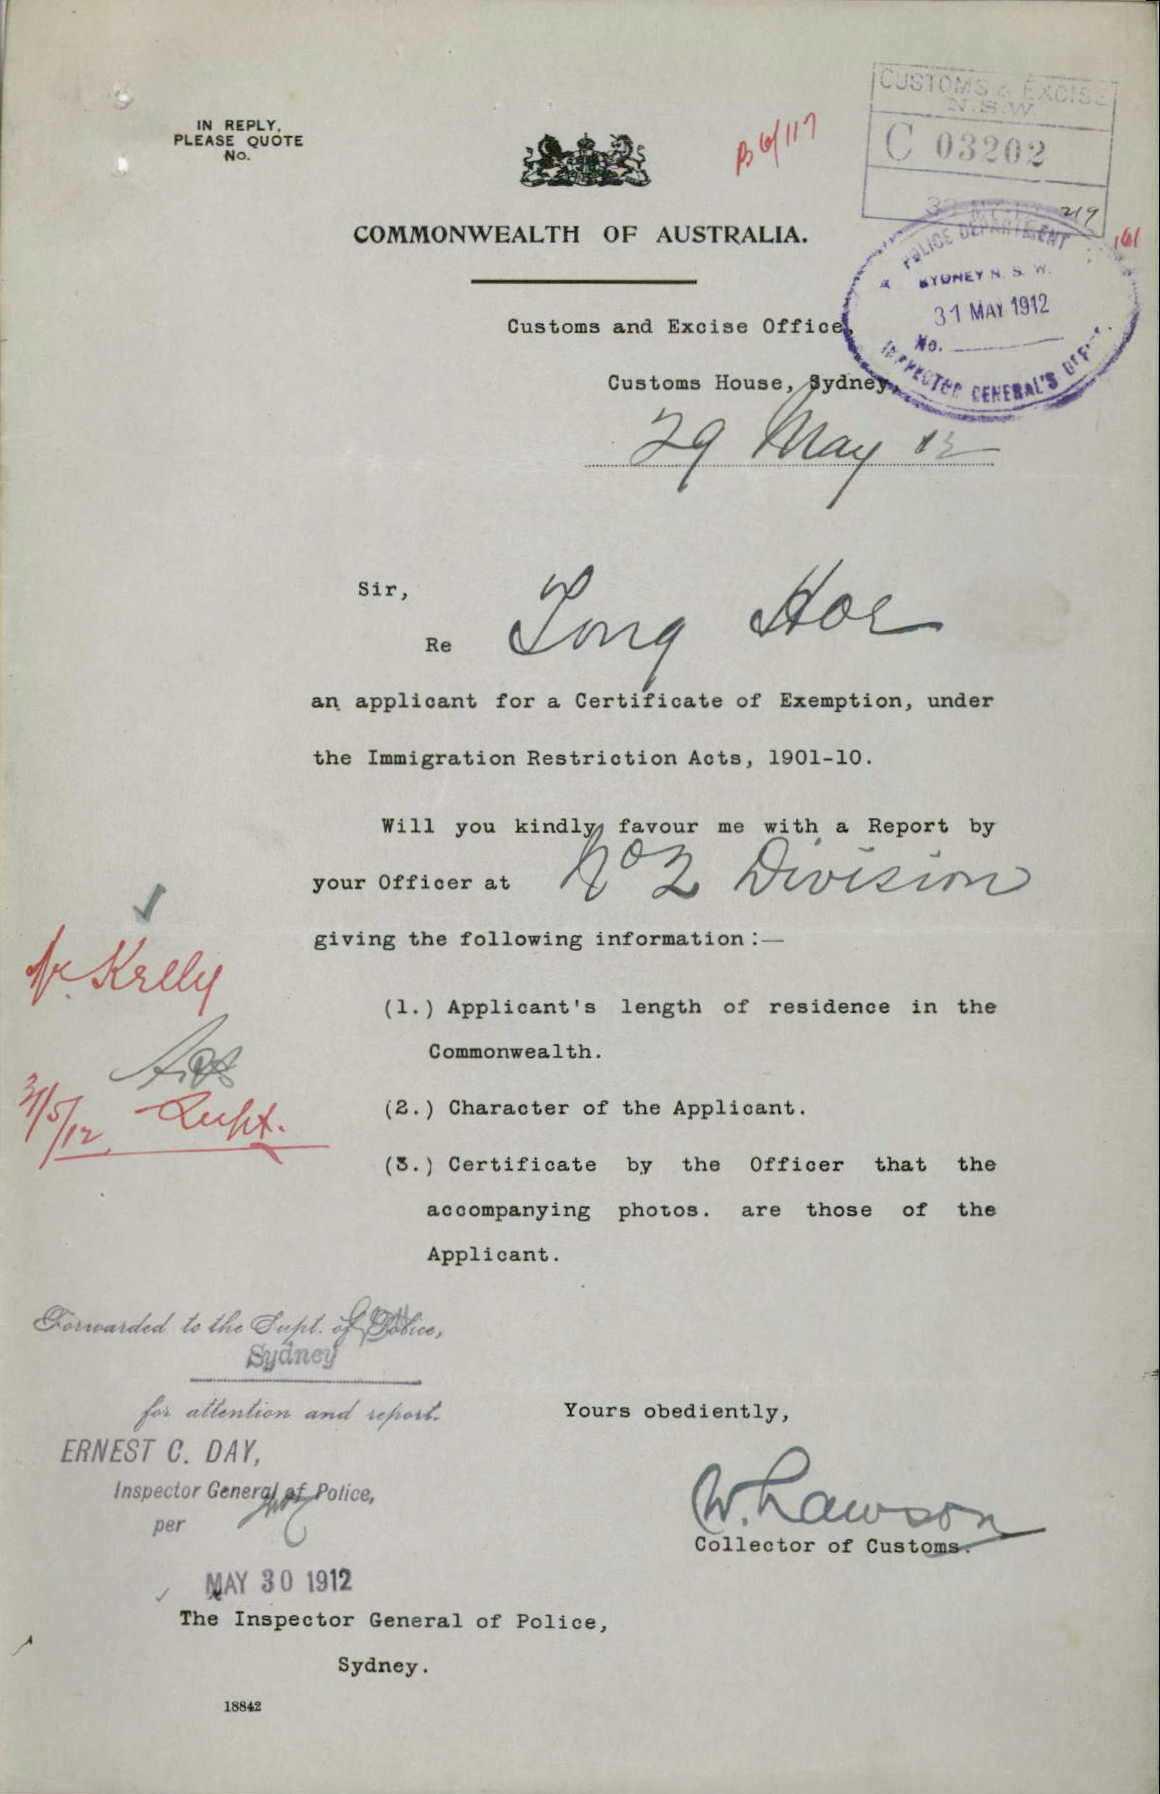 IN REPLY,
PLEASE QUOTE
No.
B 6/117
CUSTOMS & EXCISE
N.S.W
C 03202
219
161
COMMONWEALTH OF AUSTRALIA.
POLICE DEPARTMENT
SYDNEY N. S. W.
31 MAY 1912
No.
INSPECTOR GENERAL'S OFFICE
Customs and Excise Office,
Customs House, Sydney,
29 May 12
Sir,
Re Tong Hoe
an applicant for a Certificate of Exemption, under
the Immigration Restriction Acts, 1901-10.
Will you kindly favour me with a Report by
your Officer at No 2 Division
giving the following information:—
Kelly
(1.) Applicant's length of residence in the
Commonwealth.
31/5/12 Supt.
(2.) Character of the Applicant.
(3.) Certificate by the Officer that the
accompanying photos. are those of the
Applicant.
Forwarded to the Supt. of Police,
Sydney
for attention and report.
ERNEST C. DAY,
Inspector General of Police,
per
MAY 30 1912
Yours obediently,
W. Lawson
Collector of Customs.
The Inspector General of Police,
Sydney.
18842